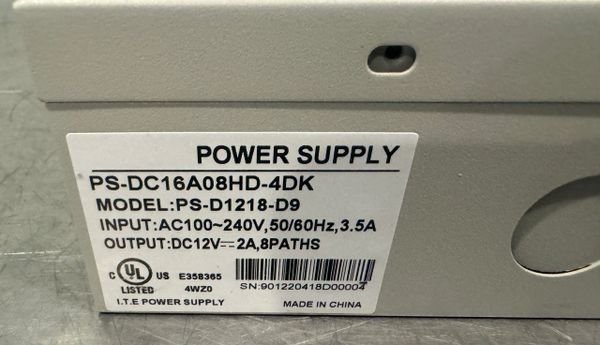 POWER SUPPLY
PS-DC16A08HD-4DK
MODEL:PS-D1218-D9
INPUT:AC100~240V,50/60Hz,3.5A
OUTPUT:DC12V⎓2A,8PATHS
C UL US E358365
LISTED 4WZ0
SN:901220418D00004
I.T.E POWER SUPPLY
MADE IN CHINA